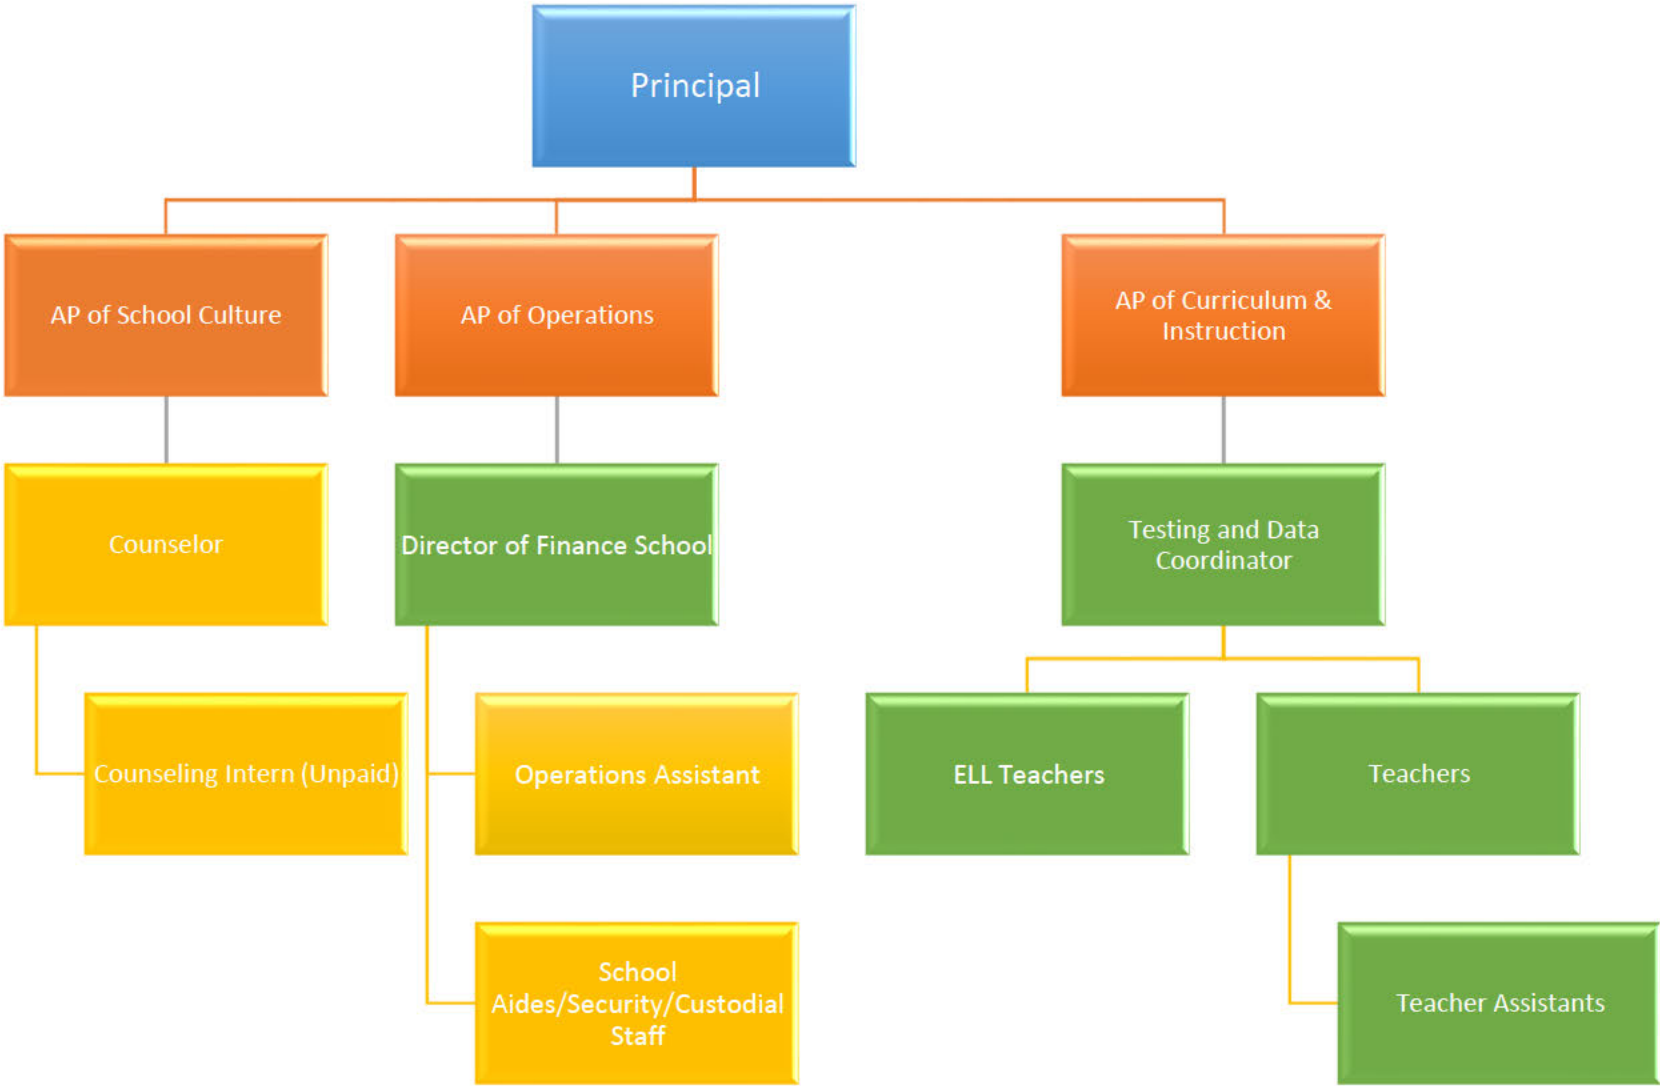 Principal
AP of School Culture
AP of Operations
AP of Curriculum &
Instruction
Counselor
Director of Finance School
Testing and Data
Coordinator
Counseling Intern (Unpaid)
Operations Assistant
ELL Teachers
Teachers
School
Aides/Security/Custodial
Staff
Teacher Assistants